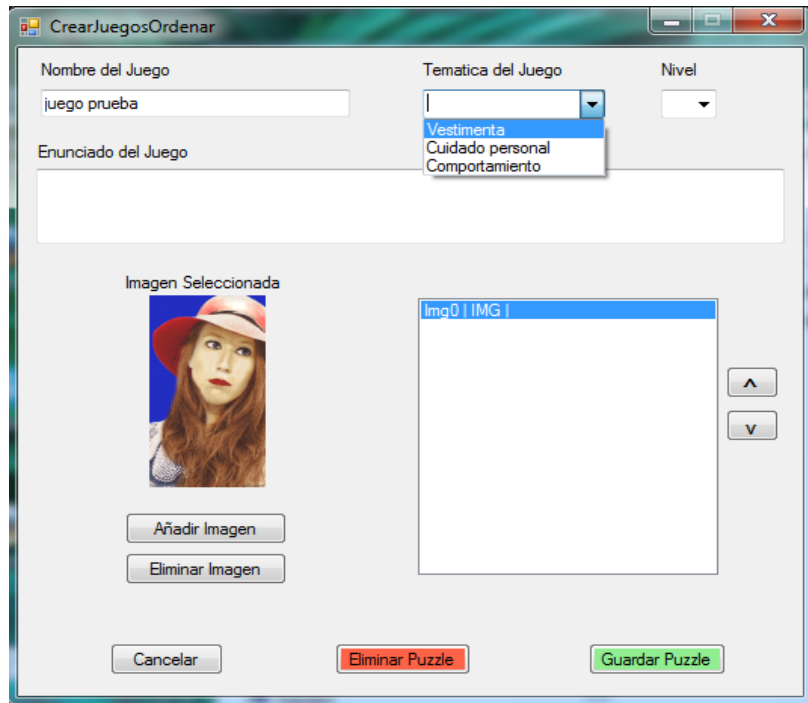 CrearJuegosOrdenar
Nombre del Juego
Tematica del Juego
Nivel
juego prueba
Vestimenta
Cuidado personal
Comportamiento
Enunciado del Juego
Imagen Seleccionada
Img0 | IMG |
^
v
Añadir Imagen
Eliminar Imagen
Cancelar
Eliminar Puzzle
Guardar Puzzle